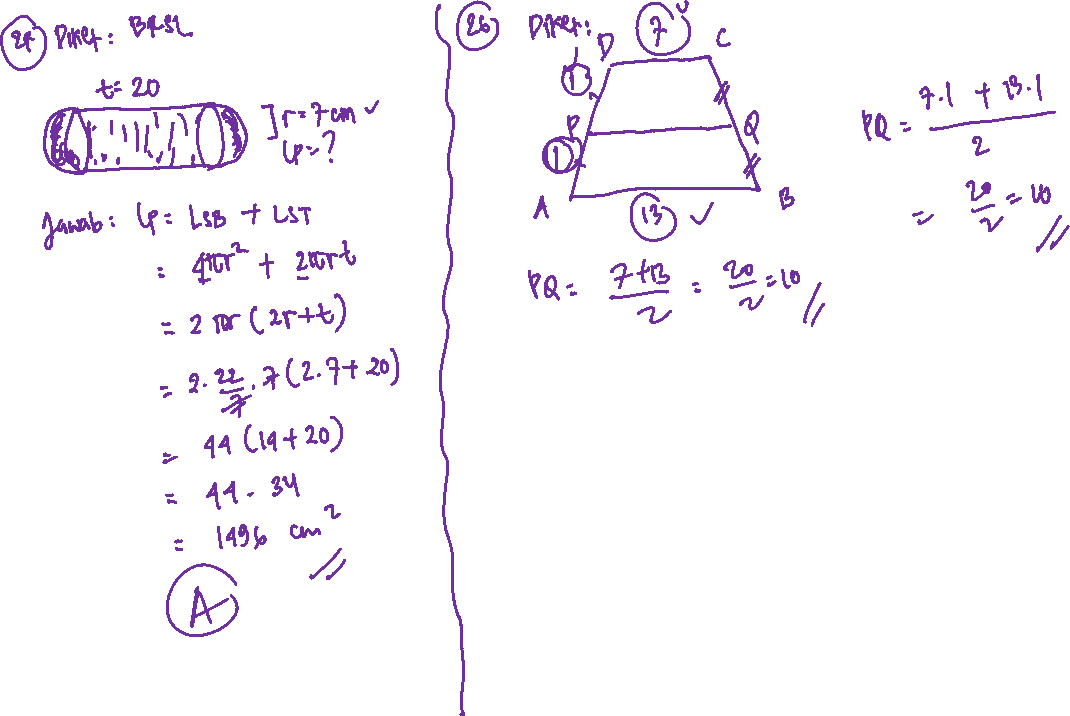 Diket: BRSL
t= 20
r= 7 cm ✓
LP=?
Jawab: LP= LSB + LST
= 4πr² + 2πrt
= 2πr (2r+t)
= 2. 22/7. 7(2.7+20)
= 44 (14+20)
= 44 . 34
= 1496 cm²
A
26 Diket:
7
D C
1
P Q
1
A B
13 ✓
PQ = 7+13/2 = 20/2 = 10
PQ = 7.1 + 13.1/2
= 20/2 = 10